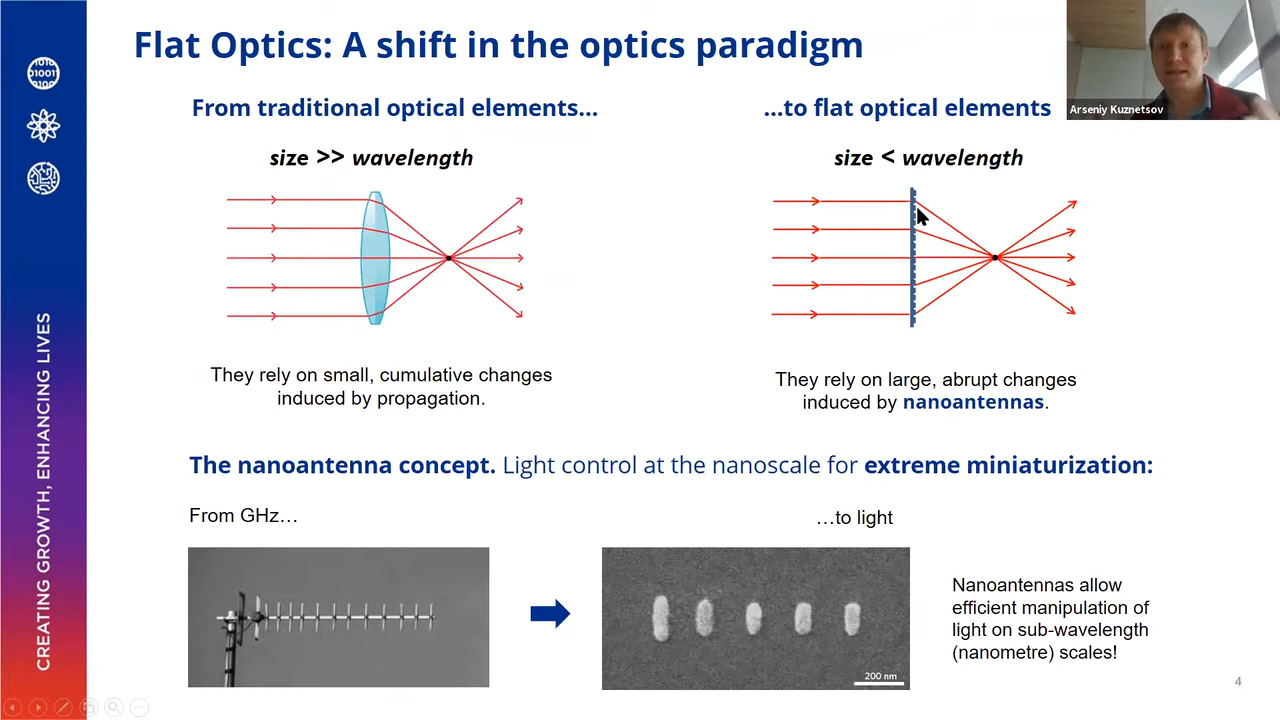 Flat Optics: A shift in the optics paradigm
Arseniy Kuznetsov
From traditional optical elements...
...to flat optical elements
size >> wavelength
size < wavelength
They rely on small, cumulative changes
induced by propagation.
They rely on large, abrupt changes
induced by nanoantennas.
The nanoantenna concept. Light control at the nanoscale for extreme miniaturization:
From GHz...
...to light
Nanoantennas allow
efficient manipulation of
light on sub-wavelength
(nanometre) scales!
200 nm
CREATING GROWTH, ENHANCING LIVES
4